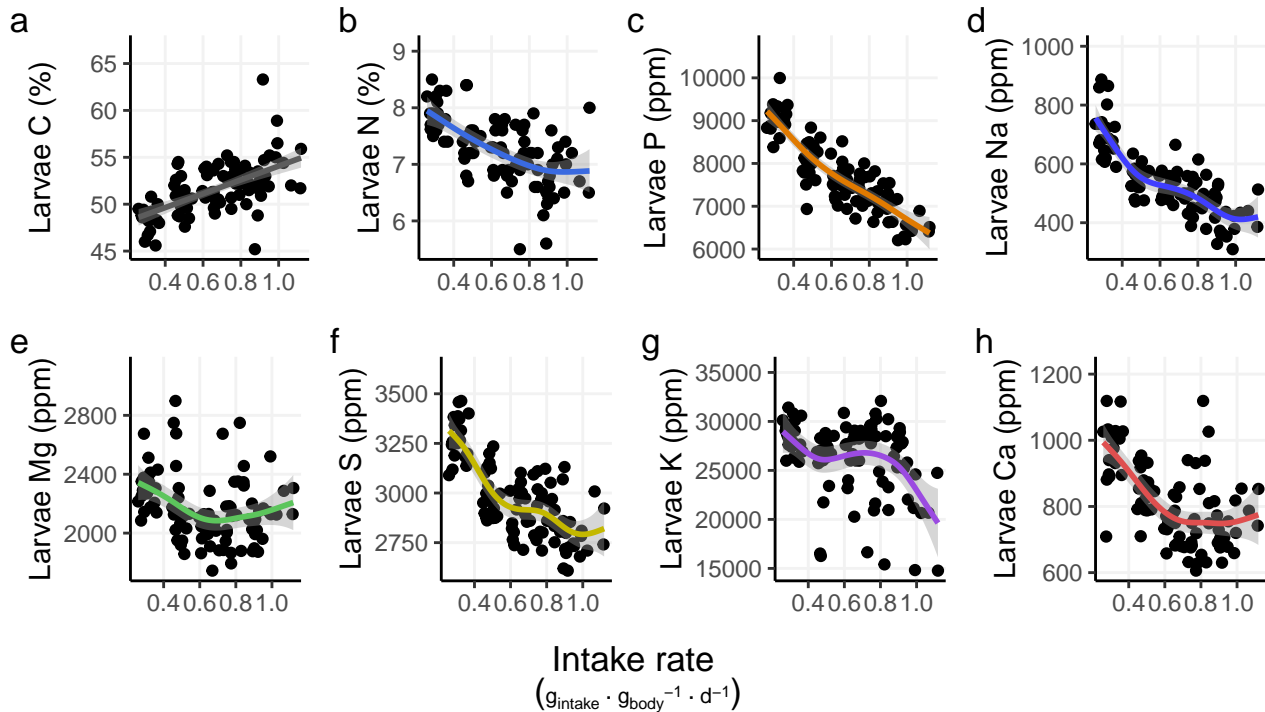 a
Larvae C (%)
65
60
55
50
45
0.4 0.6 0.8 1.0
b
Larvae N (%)
9
8
7
6
0.4 0.6 0.8 1.0
c
Larvae P (ppm)
10000
9000
8000
7000
6000
0.4 0.6 0.8 1.0
d
Larvae Na (ppm)
1000
800
600
400
0.4 0.6 0.8 1.0
e
Larvae Mg (ppm)
2800
2400
2000
0.4 0.6 0.8 1.0
f
Larvae S (ppm)
3500
3250
3000
2750
0.4 0.6 0.8 1.0
g
Larvae K (ppm)
35000
30000
25000
20000
15000
0.4 0.6 0.8 1.0
h
Larvae Ca (ppm)
1200
1000
800
600
0.4 0.6 0.8 1.0
Intake rate
(g_intake · g_body⁻¹ · d⁻¹)